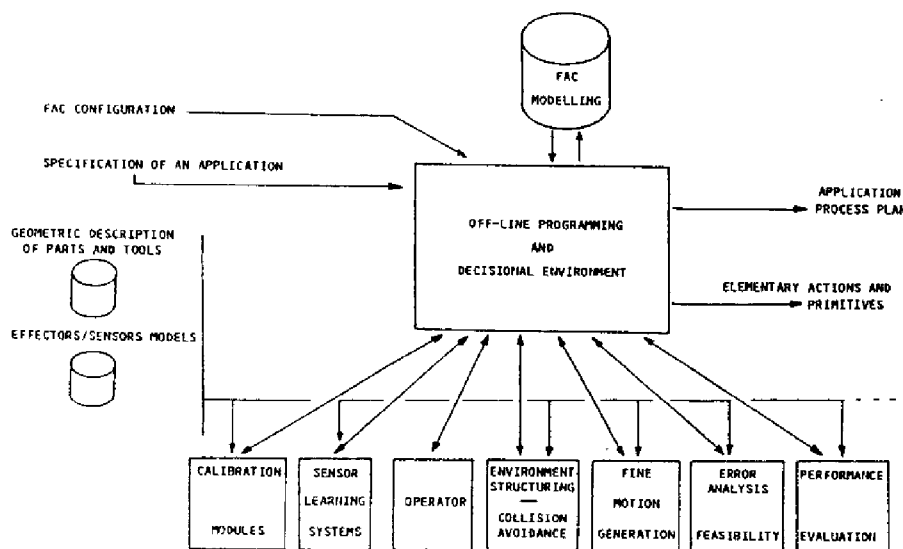 FAC
MODELLING
FAC CONFIGURATION
SPECIFICATION OF AN APPLICATION
APPLICATION
PROCESS PLAN
OFF-LINE PROGRAMMING
AND
DECISIONAL ENVIRONMENT
GEOMETRIC DESCRIPTION
OF PARTS AND TOOLS
ELEMENTARY ACTIONS AND
PRIMITIVES
EFFECTORS/SENSORS MODELS
CALIBRATION
MODULES
SENSOR
LEARNING
SYSTEMS
OPERATOR
ENVIRONMENT
STRUCTURING
—
COLLISION
AVOIDANCE
FINE
MOTION
GENERATION
ERROR
ANALYSIS
FEASIBILITY
PERFORMANCE
EVALUATION